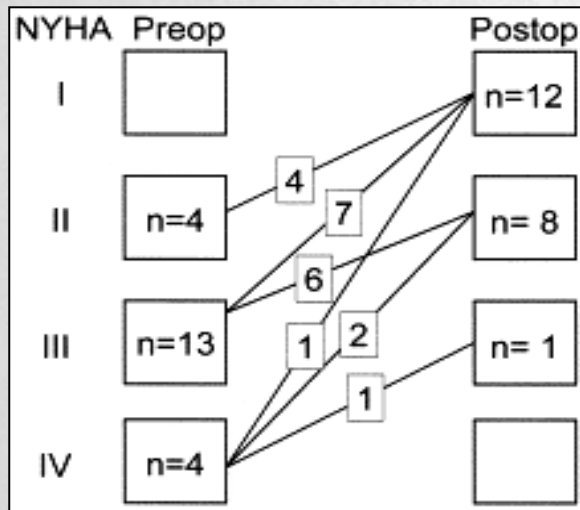 NYHA Preop Postop
I n=12
4
II n=4 7 n= 8
6
III n=13 1 2 n= 1
1
IV n=4